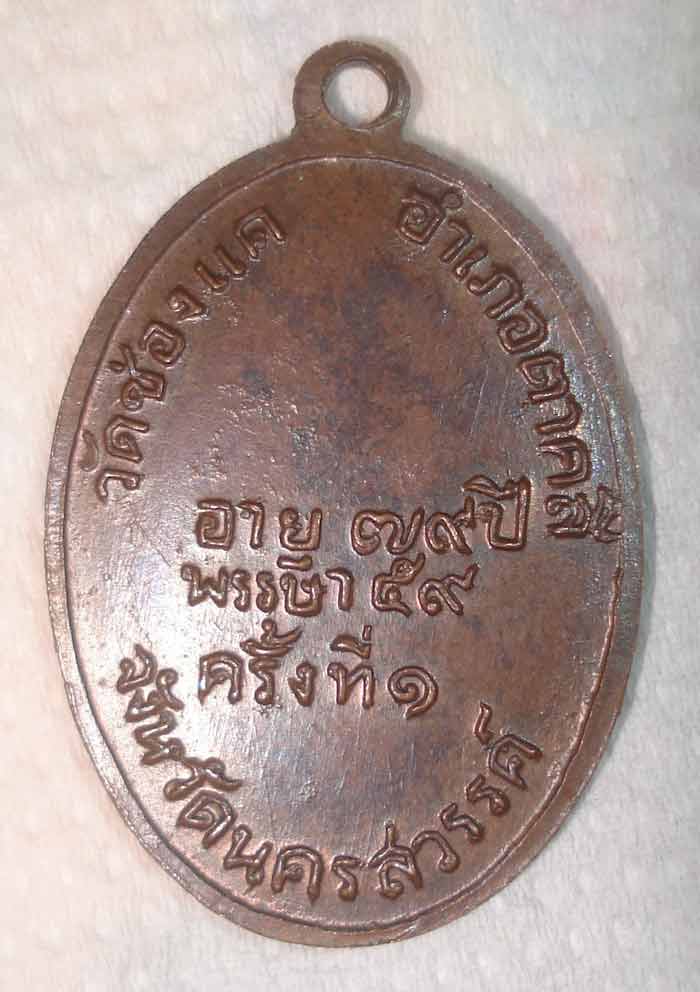 วัดช่องแค
อำเภอตาคลี
อายุ ๗๙ปี
พรรษา ๕๙
ครั้งที่ ๑
จังหวัดนครสวรรค์